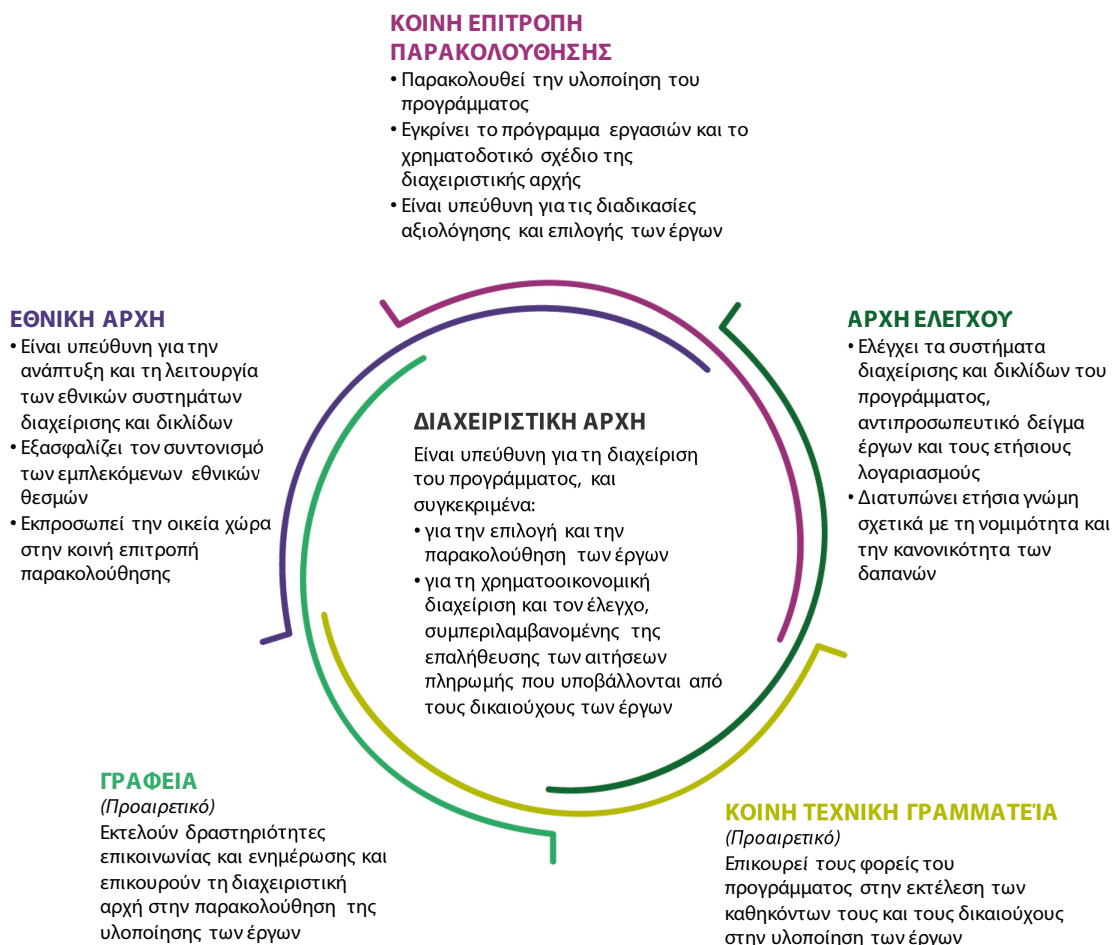 ΚΟΙΝΗ ΕΠΙΤΡΟΠΗ
ΠΑΡΑΚΟΛΟΥΘΗΣΗΣ
• Παρακολουθεί την υλοποίηση του
προγράμματος
• Εγκρίνει το πρόγραμμα εργασιών και το
χρηματοδοτικό σχέδιο της
διαχειριστικής αρχής
• Είναι υπεύθυνη για τις διαδικασίες
αξιολόγησης και επιλογής των έργων
ΕΘΝΙΚΗ ΑΡΧΗ
• Είναι υπεύθυνη για την
ανάπτυξη και τη λειτουργία
των εθνικών συστημάτων
διαχείρισης και δικλίδων
• Εξασφαλίζει τον συντονισμό
των εμπλεκόμενων εθνικών
θεσμών
• Εκπροσωπεί την οικεία χώρα
στην κοινή επιτροπή
παρακολούθησης
ΔΙΑΧΕΙΡΙΣΤΙΚΗ ΑΡΧΗ
Είναι υπεύθυνη για τη διαχείριση
του προγράμματος, και
συγκεκριμένα:
• για την επιλογή και την
παρακολούθηση των έργων
• για τη χρηματοοικονομική
διαχείριση και τον έλεγχο,
συμπεριλαμβανομένης της
επαλήθευσης των αιτήσεων
πληρωμής που υποβάλλονται από
τους δικαιούχους των έργων
ΑΡΧΗ ΕΛΕΓΧΟΥ
• Ελέγχει τα συστήματα
διαχείρισης και δικλίδων του
προγράμματος,
αντιπροσωπευτικό δείγμα
έργων και τους ετήσιους
λογαριασμούς
• Διατυπώνει ετήσια γνώμη
σχετικά με τη νομιμότητα και
την κανονικότητα των
δαπανών
ΓΡΑΦΕΙΑ
(Προαιρετικό)
Εκτελούν δραστηριότητες
επικοινωνίας και ενημέρωσης και
επικουρούν τη διαχειριστική
αρχή στην παρακολούθηση της
υλοποίησης των έργων
ΚΟΙΝΗ ΤΕΧΝΙΚΗ ΓΡΑΜΜΑΤΕΊΑ
(Προαιρετικό)
Επικουρεί τους φορείς του
προγράμματος στην εκτέλεση των
καθηκόντων τους και τους δικαιούχους
στην υλοποίηση των έργων